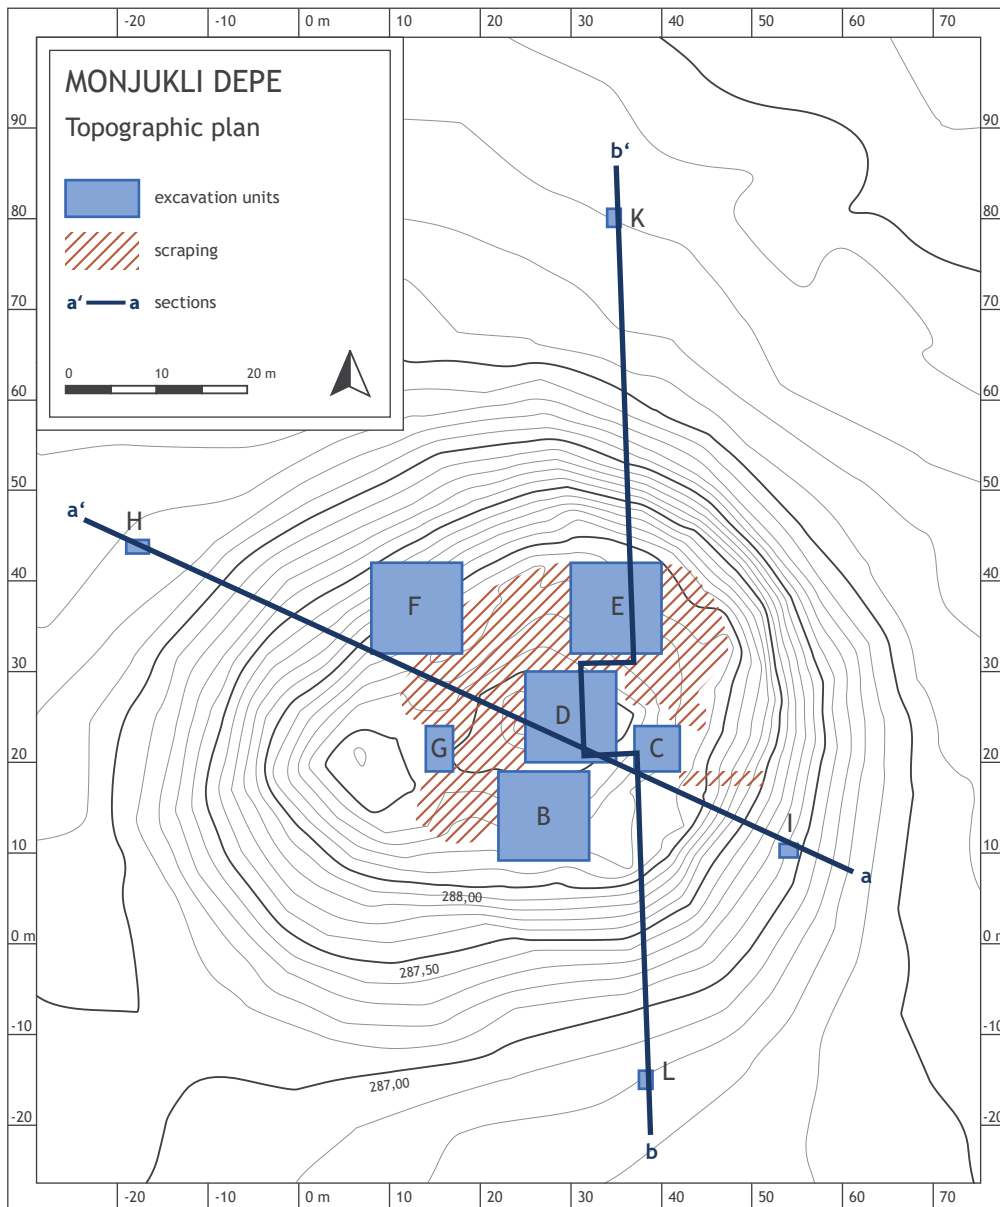 -20 -10 0 m 10 20 30 40 50 60 70
MONJUKLI DEPE
Topographic plan
excavation units
scraping
a‘ a sections
0 10 20 m
90 90
80 80
70 70
60 60
50 50
40 40
30 30
20 20
10 10
0 m 0 m
-10 -10
-20 -20
b‘
K
a‘
H
F
E
D
G
C
B
I
a
288,00
287,50
L
287,00
b
-20 -10 0 m 10 20 30 40 50 60 70